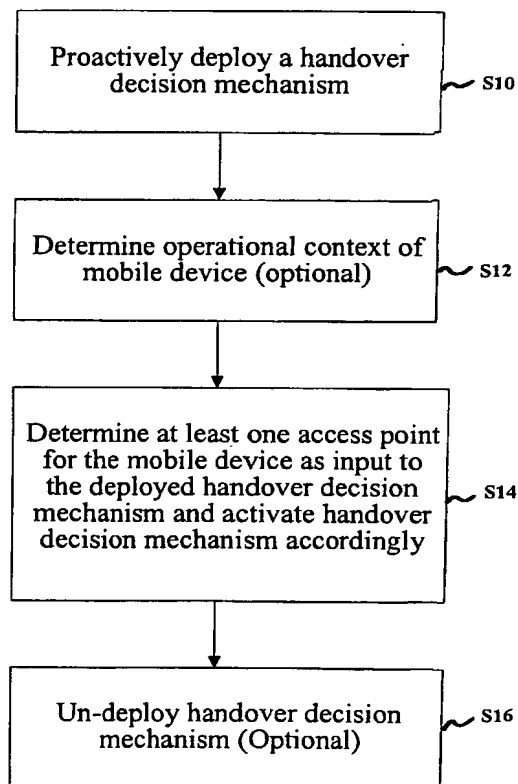 Proactively deploy a handover
decision mechanism
S10
Determine operational context of
mobile device (optional)
S12
Determine at least one access point
for the mobile device as input to
the deployed handover decision
mechanism and activate handover
decision mechanism accordingly
S14
Un-deploy handover decision
mechanism (Optional)
S16